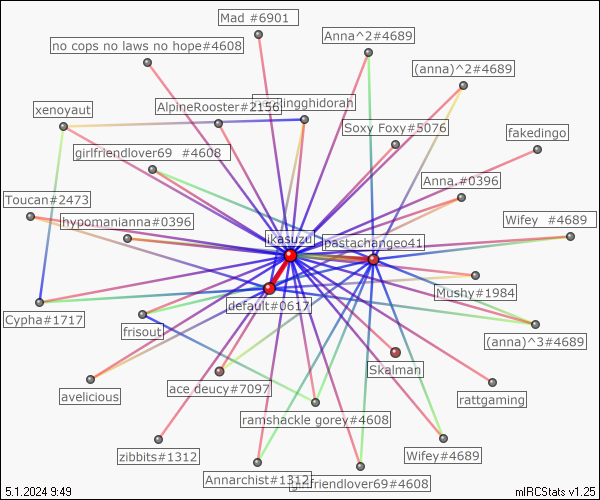 Mad #6901
Anna^2#4689
no cops no laws no hope#4608
(anna)^2#4689
xenoyaut
AlpineRooster#2156
Soxy Foxy#5076
fakedingo
girlfriendlover69 #4608
Anna.#0396
Toucan#2473
hypomanianna#0396
Wifey #4689
ikasuzu
pastachangeo41
Mushy#1984
default#0617
Cypha#1717
frisout
(anna)^3#4689
Skalman
ace deucy#7097
avelicious
rattgaming
ramshackle gorey#4608
zibbits#1312
Wifey#4689
Annarchist#1312
girlfriendlover69#4608
5.1.2024 9:49
mIRCStats v1.25